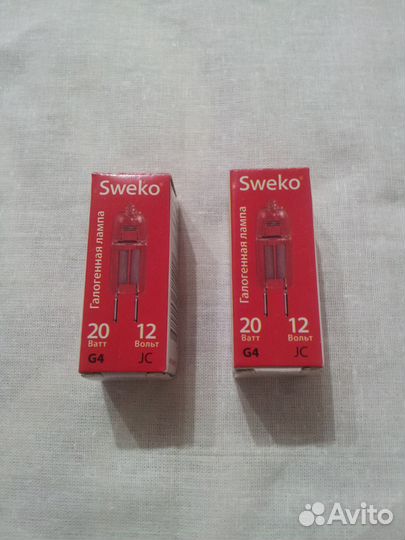 Sweko®
Галогенная лампа
20 12
Ватт Вольт
G4 JC
Sweko®
Галогенная лампа
20 12
Ватт Вольт
G4 JC
Avito